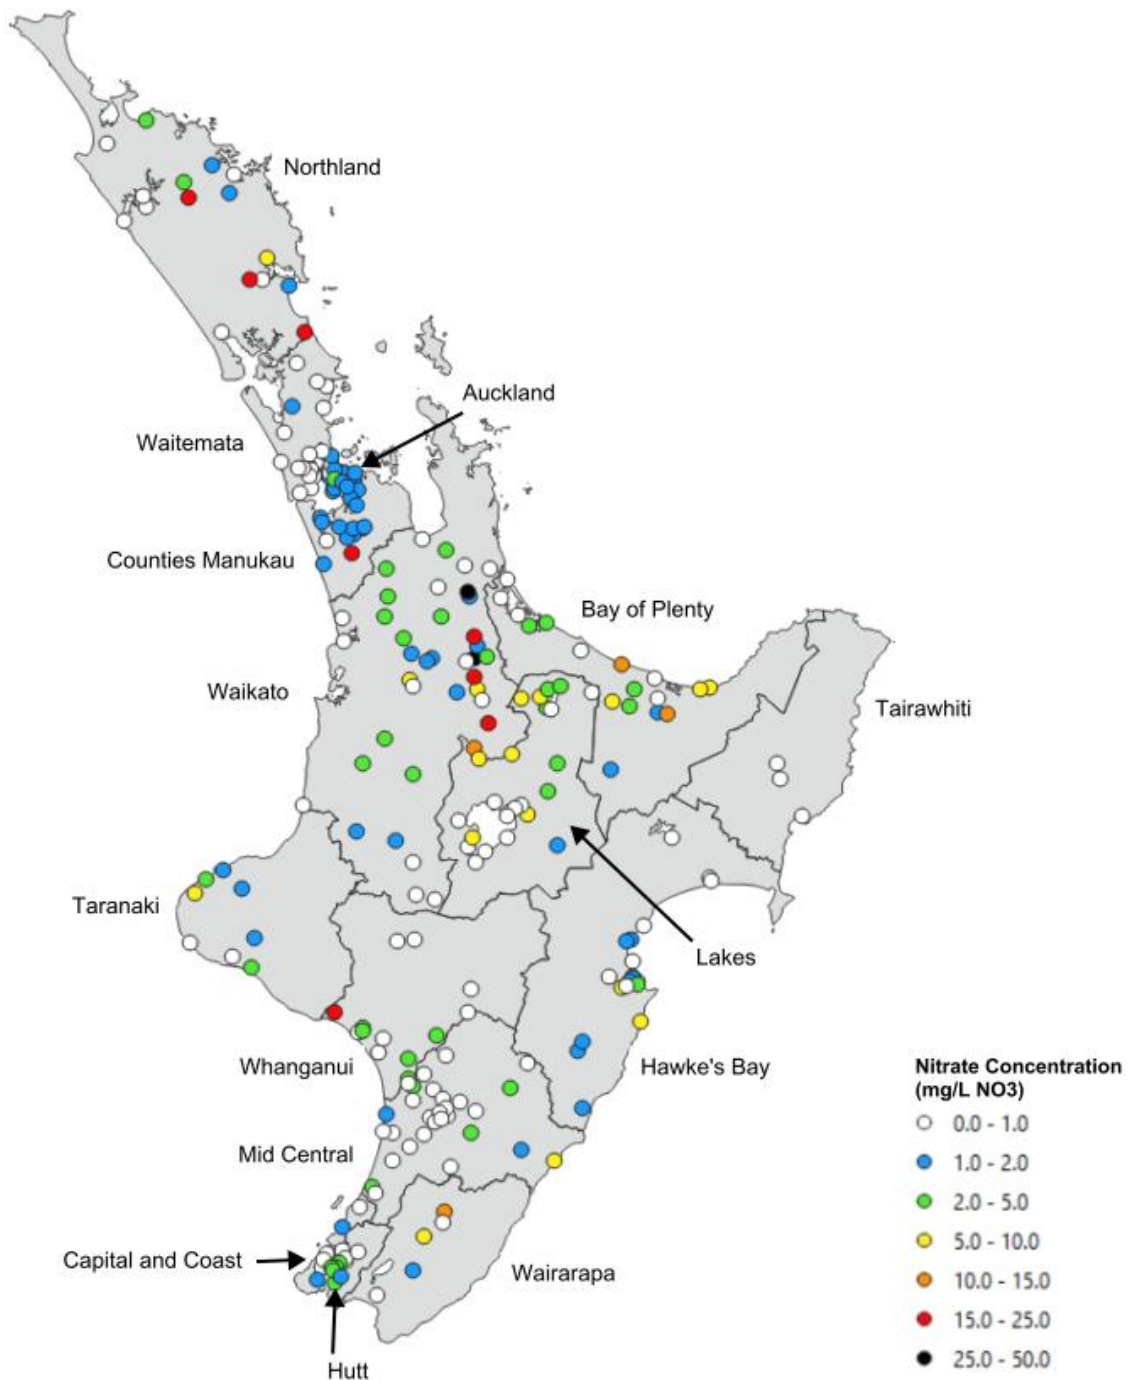 Northland
Auckland
Waitemata
Counties Manukau
Bay of Plenty
Waikato
Tairawhiti
Taranaki
Lakes
Whanganui
Hawke's Bay
Mid Central
Capital and Coast
Wairarapa
Hutt
Nitrate Concentration
(mg/L NO3)
0.0 - 1.0
1.0 - 2.0
2.0 - 5.0
5.0 - 10.0
10.0 - 15.0
15.0 - 25.0
25.0 - 50.0